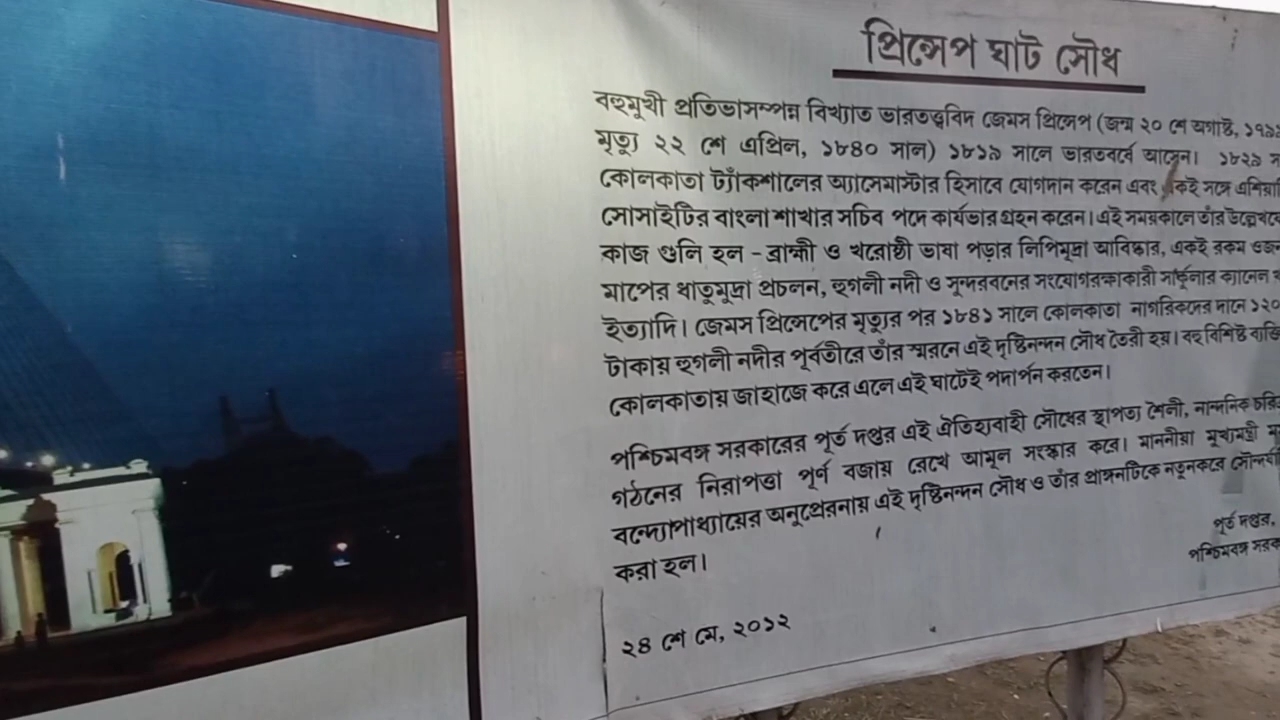 প্রিন্সেপ ঘাট সৌধ
বহুমুখী প্রতিভাসম্পন্ন বিখ্যাত ভারততত্ত্ববিদ জেমস প্রিন্সেপ (জন্ম ২০ শে অগাষ্ট,
মৃত্যু ২২ শে এপ্রিল, ১৮৪০ সাল) ১৮১৯ সালে ভারতবর্ষে আসেন। ১৮২৯
কোলকাতা ট্যাঁকশালের অ্যাসেমাস্টার হিসাবে যোগদান করেন এবং সঙ্গে
সোসাইটির বাংলা শাখার সচিব পদে কার্যভার গ্রহন করেন। এই সময়কালে তাঁর
কাজ গুলি হল - ব্রাহ্মী ও খরোষ্ঠী ভাষা পড়ার লিপিমুদ্রা আবিষ্কার, একই রকম
মাপের ধাতুমুদ্রা প্রচলন, হুগলী নদী ও সুন্দরবনের সংযোগরক্ষাকারী সার্কুলার ক্যানেল
ইত্যাদি। জেমস প্রিন্সেপের মৃত্যুর পর ১৮৪১ সালে কোলকাতা নাগরিকদের দানে
টাকায় হুগলী নদীর পূর্বতীরে তাঁর স্মরনে এই দৃষ্টিনন্দন সৌধ তৈরী হয়। বহু বিশিষ্ট
কোলকাতায় জাহাজে করে এলে এই ঘাটেই পদার্পন করতেন।
পশ্চিমবঙ্গ সরকারের পূর্ত দপ্তর এই ঐতিহ্যবাহী সৌধের স্থাপত্য শৈলী, নান্দনিক
গঠনের নিরাপত্তা পূর্ন বজায় রেখে আমূল সংস্কার করে। মাননীয়া মুখ্যমন্ত্রী
বন্দ্যোপাধ্যায়ের অনুপ্রেরনায় এই দৃষ্টিনন্দন সৌধ ও তাঁর প্রাঙ্গনটিকে নতুনকরে
করা হল।
পূর্ত দপ্তর,
পশ্চিমবঙ্গ
২৪ শে মে, ২০১২